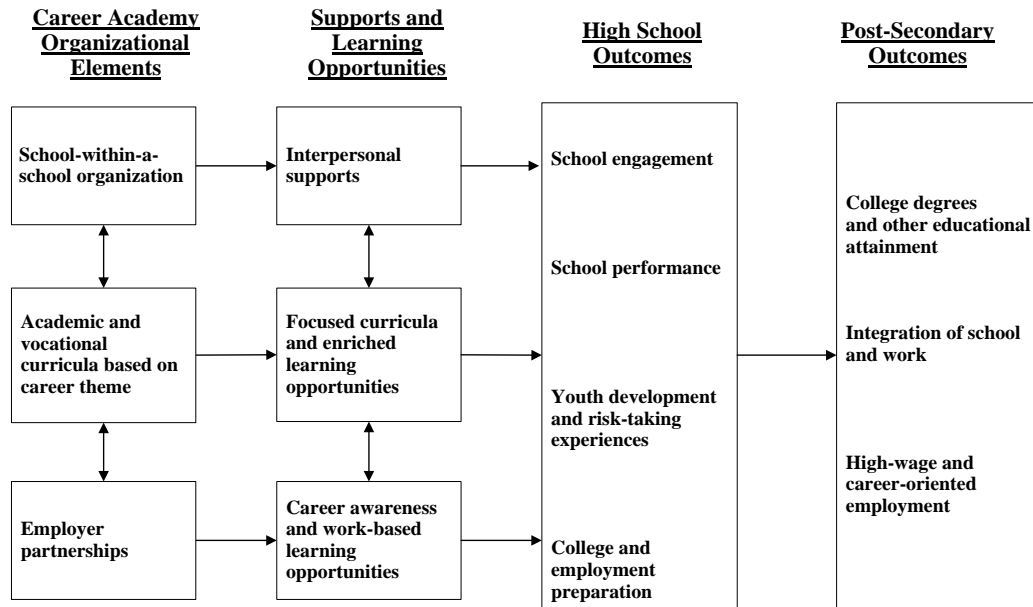 Career Academy
Organizational
Elements
Supports and
Learning
Opportunities
High School
Outcomes
Post-Secondary
Outcomes
School-within-a-
school organization
Interpersonal
supports
School engagement
College degrees
and other educational
attainment
School performance
Academic and
vocational
curricula based on
career theme
Focused curricula
and enriched
learning
opportunities
Integration of school
and work
Youth development
and risk-taking
experiences
High-wage and
career-oriented
employment
Employer
partnerships
Career awareness
and work-based
learning
opportunities
College and
employment
preparation